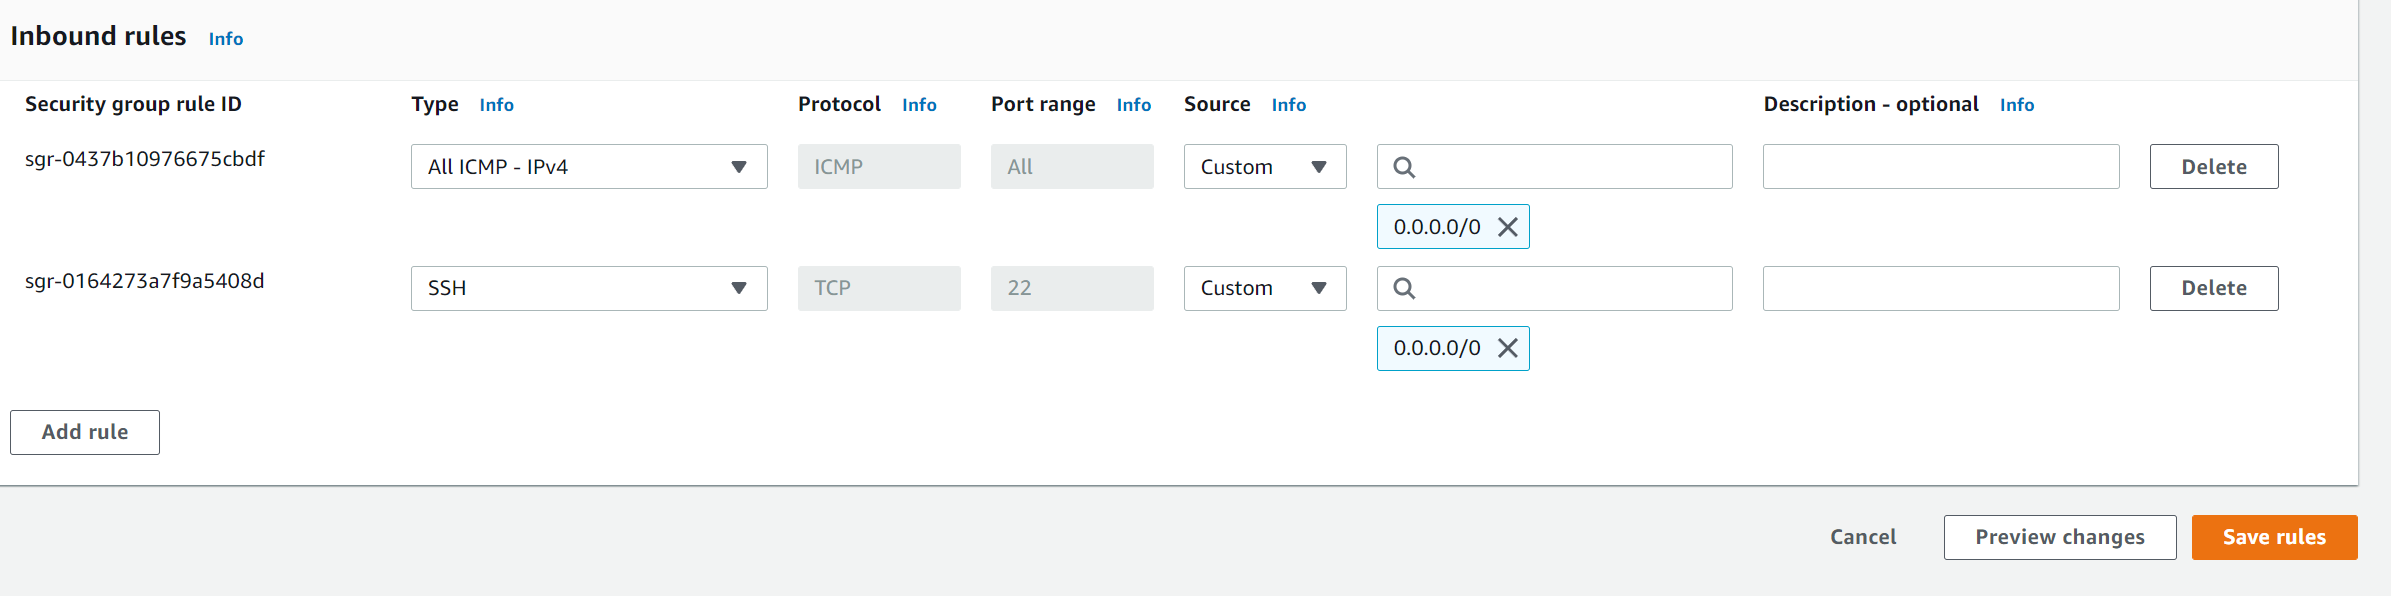 Inbound rules Info
Security group rule ID Type Info Protocol Info Port range Info Source Info Description - optional Info
sgr-0437b10976675cbdf All ICMP - IPv4 ICMP All Custom Delete
0.0.0.0/0
sgr-0164273a7f9a5408d SSH TCP 22 Custom Delete
0.0.0.0/0
Add rule
Cancel Preview changes Save rules